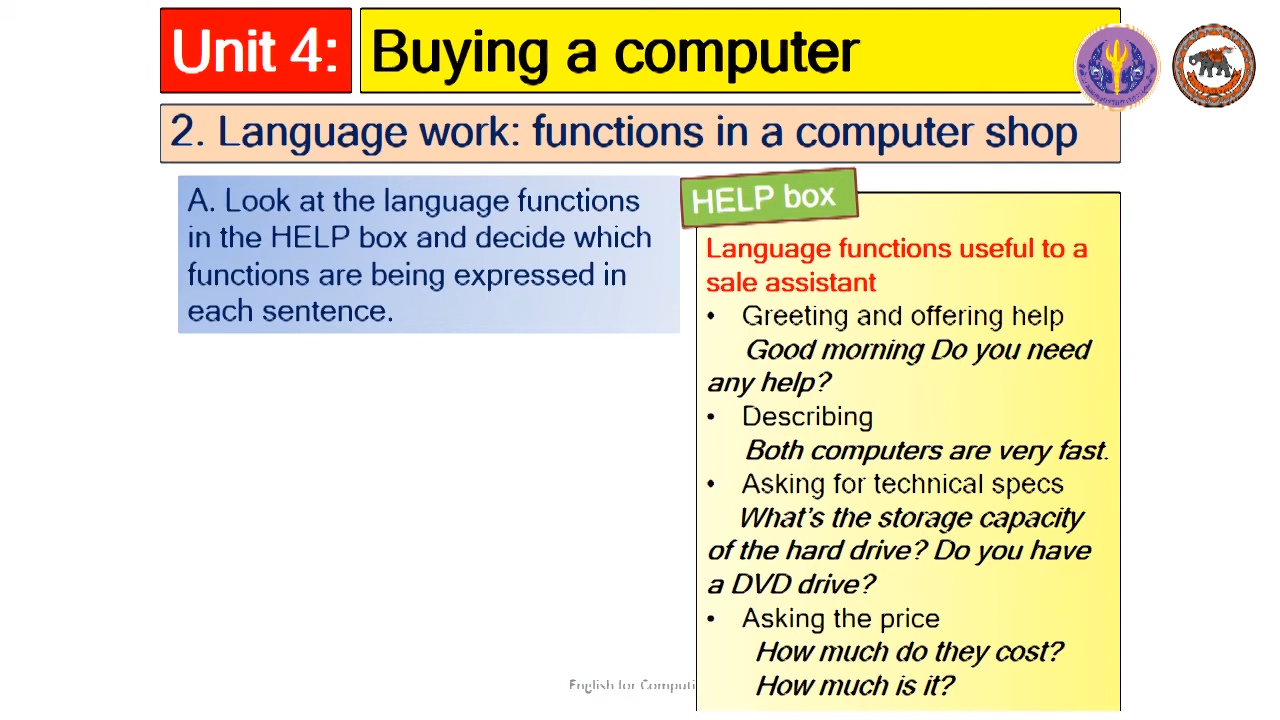 Unit 4:
Buying a computer
2. Language work: functions in a computer shop
A. Look at the language functions
in the HELP box and decide which
functions are being expressed in
each sentence.
HELP box
Language functions useful to a
sale assistant
• Greeting and offering help
Good morning Do you need
any help?
• Describing
Both computers are very fast.
• Asking for technical specs
What's the storage capacity
of the hard drive? Do you have
a DVD drive?
• Asking the price
How much do they cost?
How much is it?
English for Computi